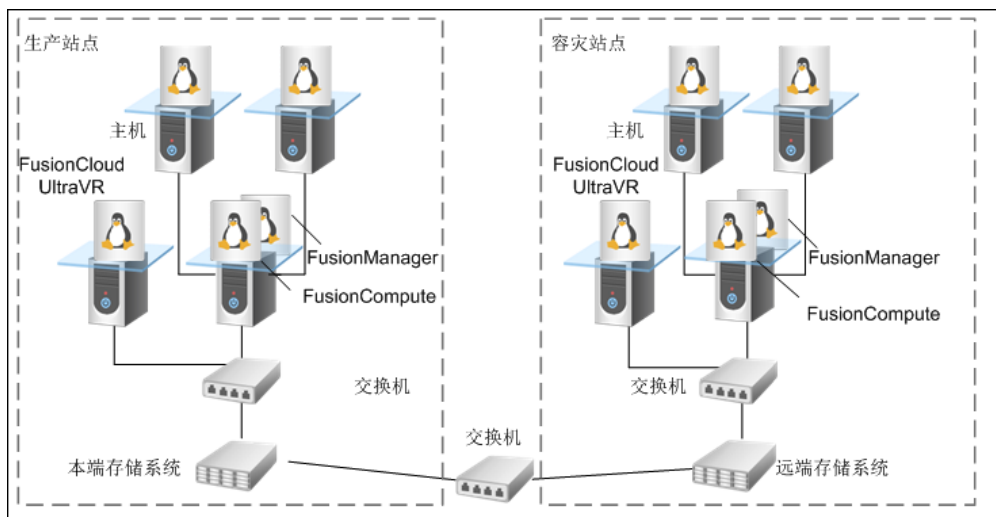 生产站点
主机
FusionCloud
UltraVR
FusionManager
FusionCompute
交换机
本端存储系统
交换机
容灾站点
主机
FusionCloud
UltraVR
FusionManager
FusionCompute
交换机
远端存储系统